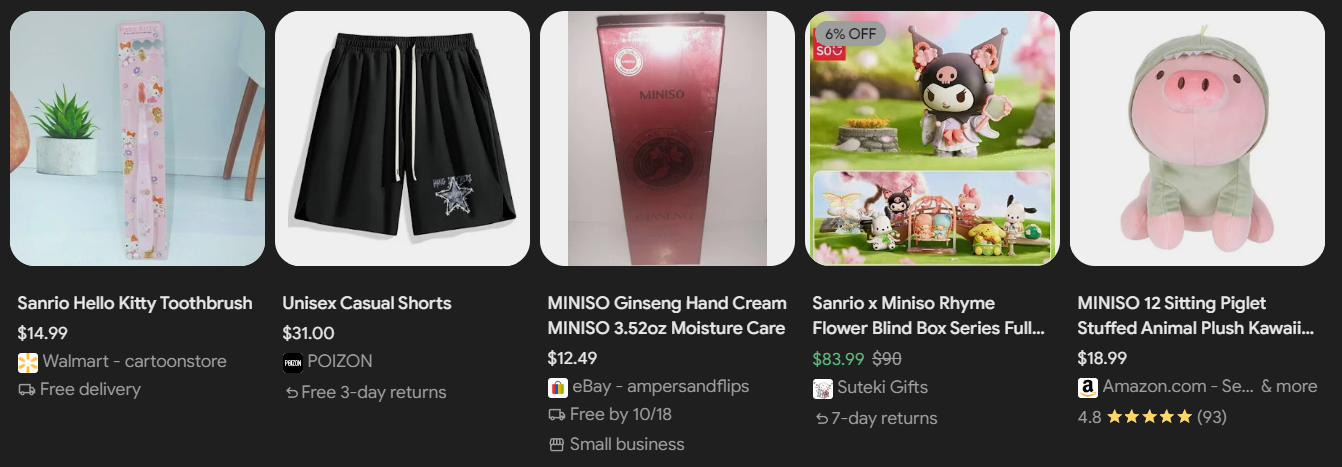 Sanrio Hello Kitty Toothbrush
$14.99
Walmart - cartoonstore
Free delivery
Unisex Casual Shorts
$31.00
POIZON
POIZON
Free 3-day returns
MINISO
GINSENG
MINISO Ginseng Hand Cream
MINISO 3.52oz Moisture Care
$12.49
eBay - ampersandflips
Free by 10/18
Small business
6% OFF
SO
Sanrio x Miniso Rhyme
Flower Blind Box Series Full...
$83.99 $90
Suteki Gifts
7-day returns
MINISO 12 Sitting Piglet
Stuffed Animal Plush Kawaii...
$18.99
a Amazon.com - Se... & more
4.8 ★★★★★ (93)